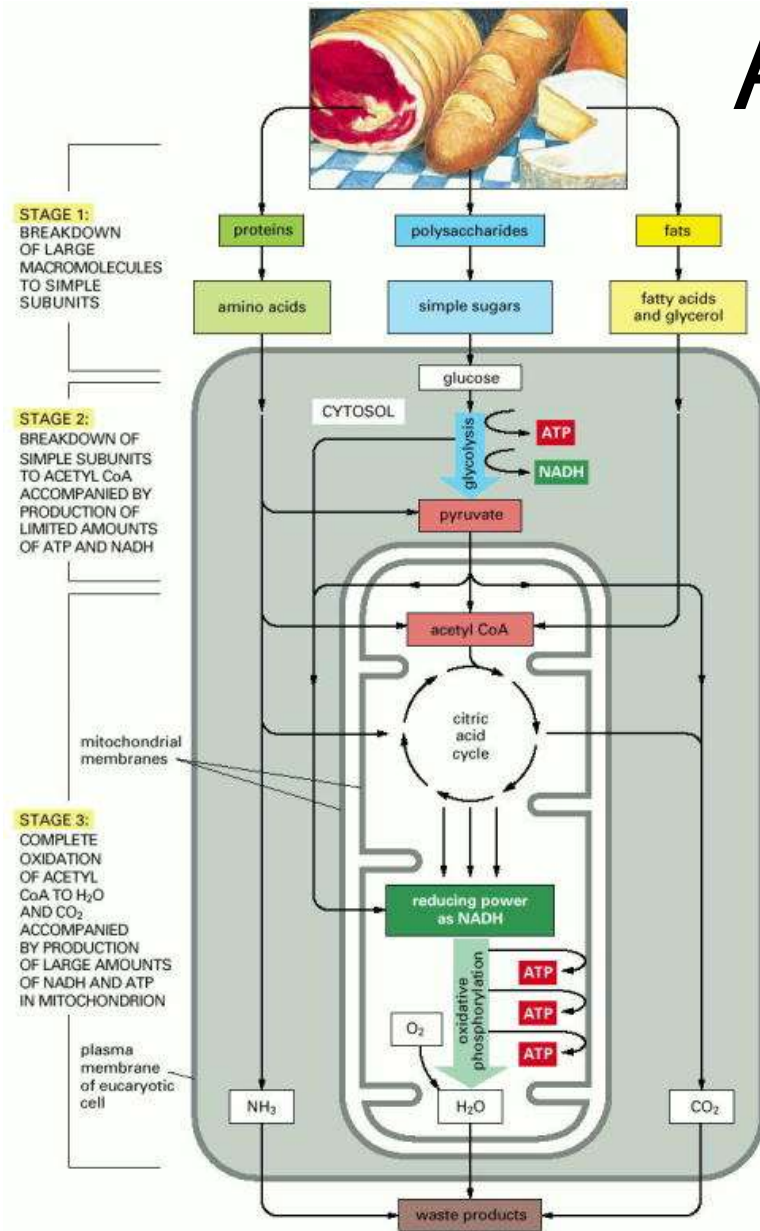 A
STAGE 1:
BREAKDOWN
OF LARGE
MACROMOLECULES
TO SIMPLE
SUBUNITS
proteins
polysaccharides
fats
amino acids
simple sugars
fatty acids
and glycerol
STAGE 2:
BREAKDOWN OF
SIMPLE SUBUNITS
TO ACETYL CoA
ACCOMPANIED BY
PRODUCTION OF
LIMITED AMOUNTS
OF ATP AND NADH
glucose
CYTOSOL
glycolysis
ATP
NADH
pyruvate
acetyl CoA
citric
acid
cycle
mitochondrial
membranes
STAGE 3:
COMPLETE
OXIDATION
OF ACETYL
CoA TO H₂O
AND CO₂
ACCOMPANIED
BY PRODUCTION
OF LARGE AMOUNTS
OF NADH AND ATP
IN MITOCHONDRION
reducing power
as NADH
oxidative
phosphorylation
ATP
ATP
ATP
O₂
plasma
membrane
of eucaryotic
cell
NH₃
H₂O
CO₂
waste products